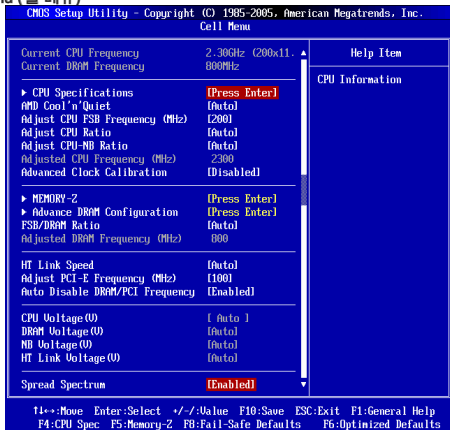 CMOS Setup Utility - Copyright (C) 1985-2005, American Megatrends, Inc.
Cell Menu
Current CPU Frequency 2.30GHz (200x11.
Current DRAM Frequency 800MHz
Help Item
▶ CPU Specifications [Press Enter]
AMD Cool'n'Quiet [Auto]
Adjust CPU FSB Frequency (MHz) [200]
Adjust CPU Ratio [Auto]
Adjust CPU-NB Ratio [Auto]
Adjusted CPU Frequency (MHz) 2300
Advanced Clock Calibration [Disabled]
CPU Information
▶ MEMORY-Z [Press Enter]
▶ Advance DRAM Configuration [Press Enter]
FSB/DRAM Ratio [Auto]
Adjusted DRAM Frequency (MHz) 800
HT Link Speed [Auto]
Adjust PCI-E Frequency (MHz) [100]
Auto Disable DRAM/PCI Frequency [Enabled]
CPU Voltage(V) [ Auto ]
DRAM Voltage(V) [Auto]
NB Voltage(V) [Auto]
HT Link Voltage(V) [Auto]
Spread Spectrum [Enabled]
↑↓↔:Move Enter:Select +/-/:Value F10:Save ESC:Exit F1:General Help
F4:CPU Spec F5:Memory-Z F8:Fail-Safe Defaults F6:Optimized Defaults